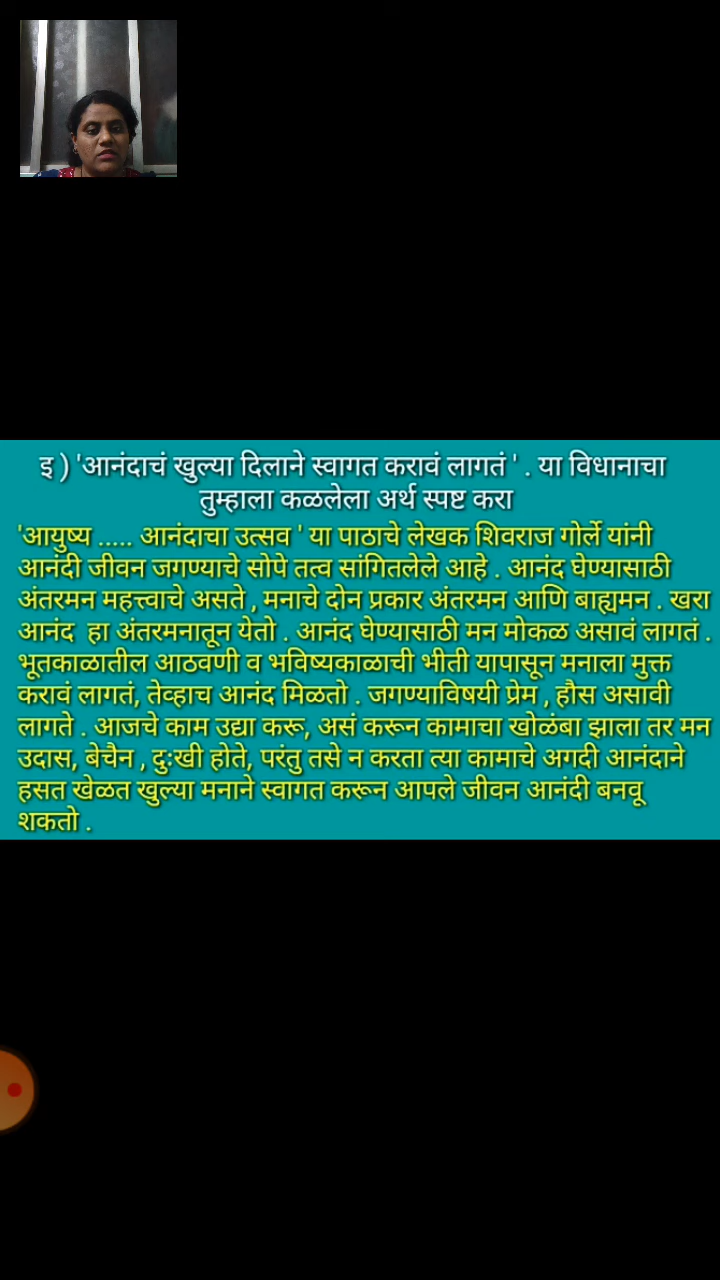 इ ) 'आनंदाचं खुल्या दिलाने स्वागत करावं लागतं ' . या विधानाचा
तुम्हाला कळलेला अर्थ स्पष्ट करा
'आयुष्य ..... आनंदाचा उत्सव ' या पाठाचे लेखक शिवराज गोर्ले यांनी
आनंदी जीवन जगण्याचे सोपे तत्व सांगितलेले आहे . आनंद घेण्यासाठी
अंतरमन महत्त्वाचे असते , मनाचे दोन प्रकार अंतरमन आणि बाह्यमन . खरा
आनंद हा अंतरमनातून येतो . आनंद घेण्यासाठी मन मोकळ असावं लागतं .
भूतकाळातील आठवणी व भविष्यकाळाची भीती यापासून मनाला मुक्त
करावं लागतं, तेव्हाच आनंद मिळतो . जगण्याविषयी प्रेम , हौस असावी
लागते . आजचे काम उद्या करू, असं करून कामाचा खोळंबा झाला तर मन
उदास, बेचैन , दुःखी होते, परंतु तसे न करता त्या कामाचे अगदी आनंदाने
हसत खेळत खुल्या मनाने स्वागत करून आपले जीवन आनंदी बनवू
शकतो .